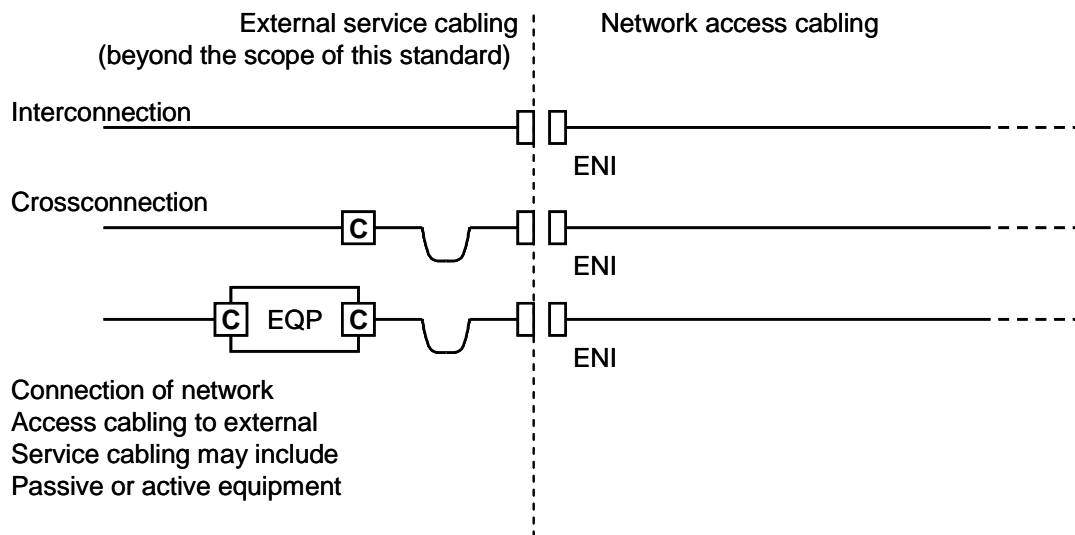 External service cabling
(beyond the scope of this standard)
Network access cabling
Interconnection
ENI
Crossconnection
C
ENI
C EQP C
ENI
Connection of network
Access cabling to external
Service cabling may include
Passive or active equipment